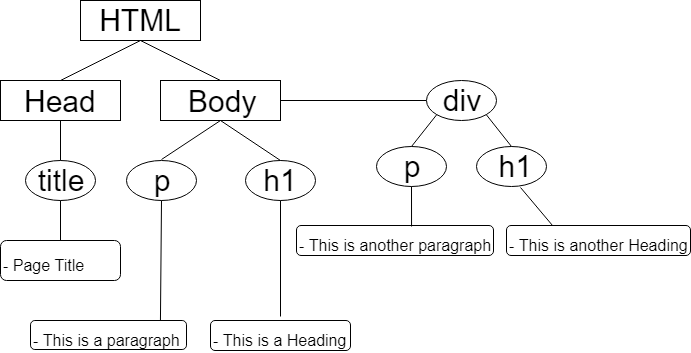 HTML
Head
Body
div
title
p
h1
p
h1
- Page Title
- This is another paragraph
- This is another Heading
- This is a paragraph
- This is a Heading